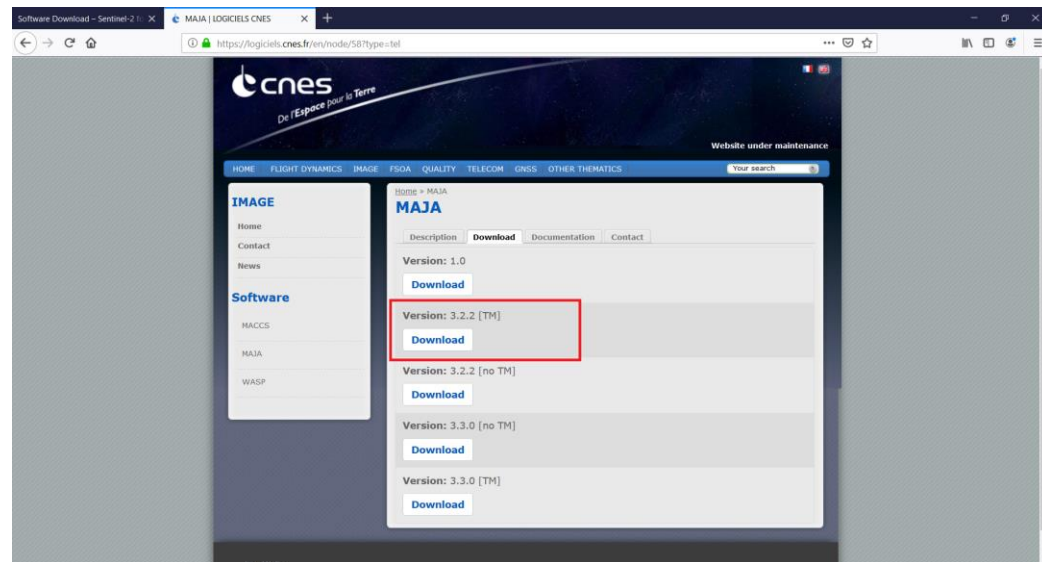 Software Download – Sentinel-2 To
MAJA | LOGICIELS CNES
https://logiciels.cnes.fr/en/node/58?type=tel
cnes
De l'Espace pour la Terre
Website under maintenance
HOME FLIGHT DYNAMICS IMAGE FSOA QUALITY TELECOM GNSS OTHER THEMATICS
Your search
IMAGE
Home
Contact
News
Software
MACCS
MAJA
WASP
Home » MAJA
MAJA
Description Download Documentation Contact
Version: 1.0
Download
Version: 3.2.2 [TM]
Download
Version: 3.2.2 [no TM]
Download
Version: 3.3.0 [no TM]
Download
Version: 3.3.0 [TM]
Download